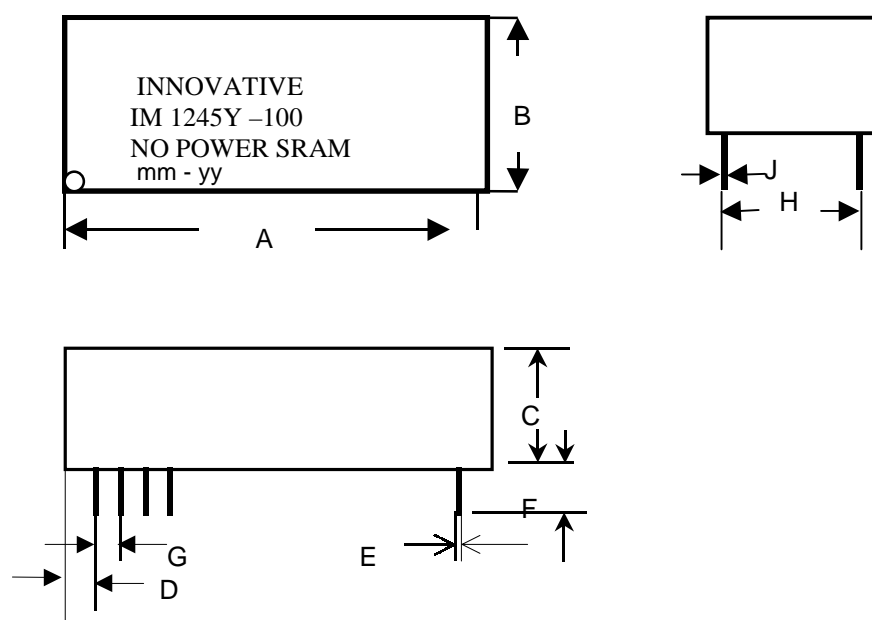 INNOVATIVE
IM 1245Y –100
NO POWER SRAM
mm - yy
B
A
J
H
C
F
G
E
D